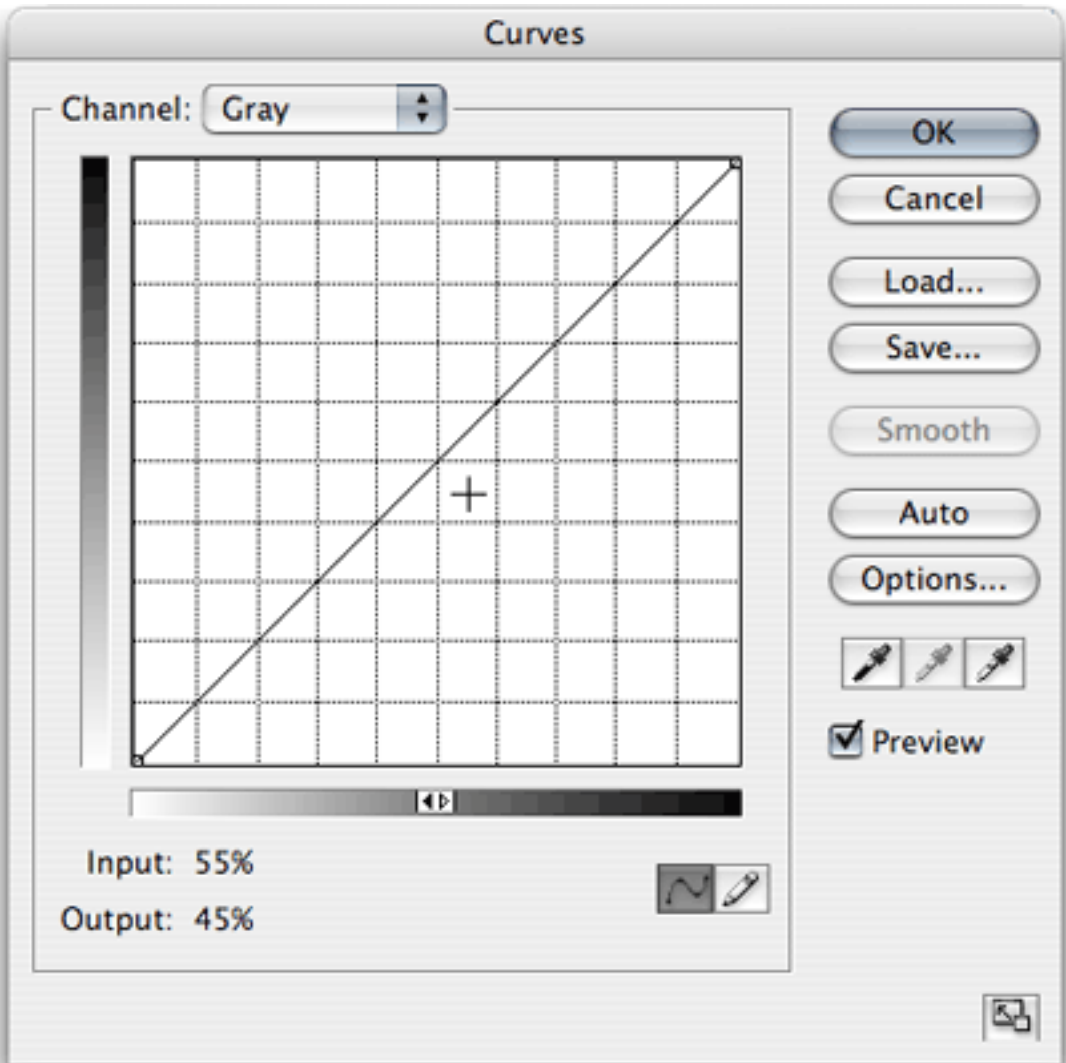 Curves
Channel: Gray
OK
Cancel
Load...
Save...
Smooth
Auto
Options...
Preview
Input: 55%
Output: 45%